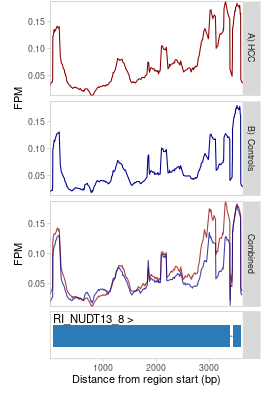 0.15
0.10
0.05
A) HCC
FPM
0.15
0.10
0.05
B) Controls
0.15
0.10
0.05
FPM
Combined
RI_NUDT13_8 >
1000
2000
3000
Distance from region start (bp)